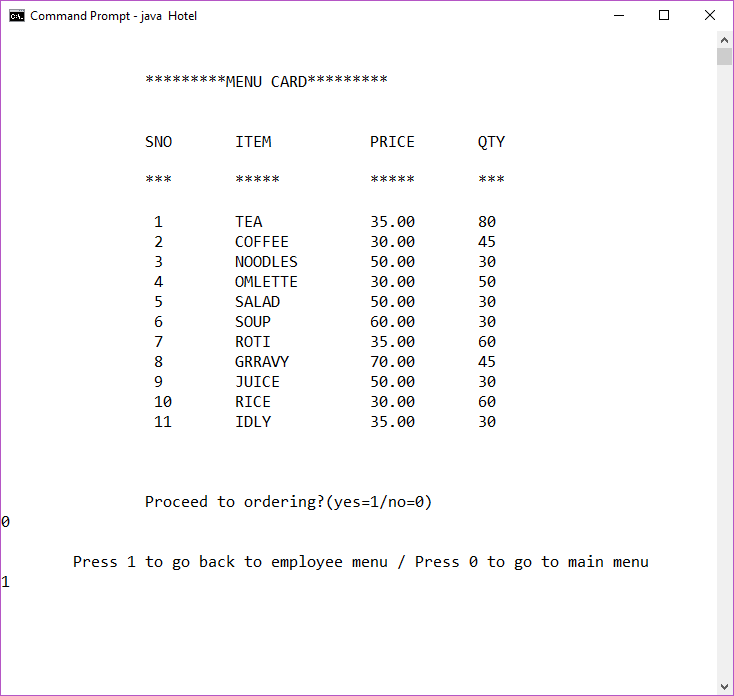 Command Prompt - java Hotel
*********MENU CARD*********
SNO ITEM PRICE QTY
*** ***** ***** ***
1 TEA 35.00 80
2 COFFEE 30.00 45
3 NOODLES 50.00 30
4 OMLETTE 30.00 50
5 SALAD 50.00 30
6 SOUP 60.00 30
7 ROTI 35.00 60
8 GRRAVY 70.00 45
9 JUICE 50.00 30
10 RICE 30.00 60
11 IDLY 35.00 30
Proceed to ordering?(yes=1/no=0)
0
Press 1 to go back to employee menu / Press 0 to go to main menu
1